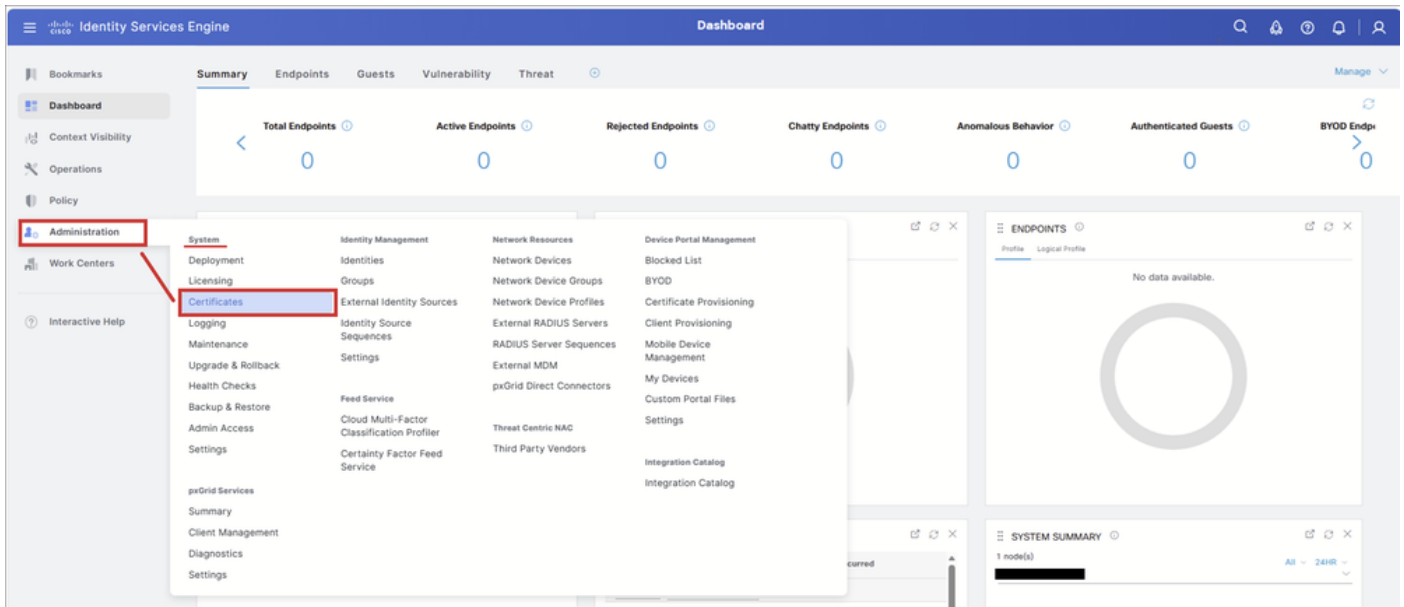 cisco Identity Services Engine
Dashboard
Bookmarks
Dashboard
Context Visibility
Operations
Policy
Administration
Work Centers
Interactive Help
Summary Endpoints Guests Vulnerability Threat
Manage
Total Endpoints Active Endpoints Rejected Endpoints Chatty Endpoints Anomalous Behavior Authenticated Guests BYOD Endp
0 0 0 0 0 0 0
System
Deployment
Licensing
Certificates
Logging
Maintenance
Upgrade & Rollback
Health Checks
Backup & Restore
Admin Access
Settings
pxGrid Services
Summary
Client Management
Diagnostics
Settings
Identity Management
Identities
Groups
External Identity Sources
Identity Source
Sequences
Settings
Feed Service
Cloud Multi-Factor
Classification Profiler
Certainty Factor Feed
Service
Network Resources
Network Devices
Network Device Groups
Network Device Profiles
External RADIUS Servers
RADIUS Server Sequences
External MDM
pxGrid Direct Connectors
Threat Centric NAC
Third Party Vendors
Device Portal Management
Blocked List
BYOD
Certificate Provisioning
Client Provisioning
Mobile Device
Management
My Devices
Custom Portal Files
Settings
Integration Catalog
Integration Catalog
ENDPOINTS
Profile Logical Profile
No data available.
curred
SYSTEM SUMMARY
1 node(s)
All 24HR